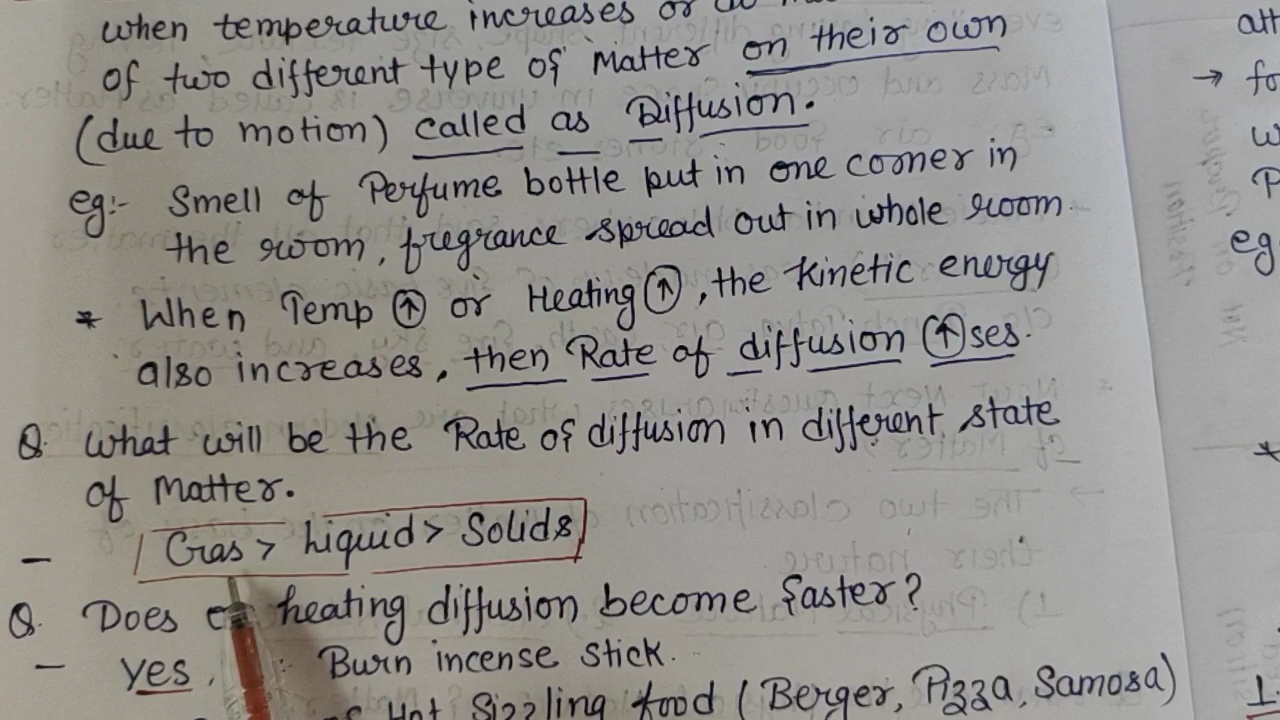 when temperature increases or
of two different type of Matter on their own
(due to motion) called as Diffusion.
eg:- Smell of Perfume bottle put in one corner in
the room, fregrance spread out in whole room
* When Temp ↑ or Heating ↑, the kinetic energy
also increases, then Rate of diffusion ↑ses.
Q. What will be the Rate of diffusion in different state
of Matter.
- Gas > Liquid > Solids
Q. Does heating diffusion become faster?
- Yes, Burn incense stick.
Hot Sizzling food (Berger, Pizza, Samosa)
→ fo
eg
*